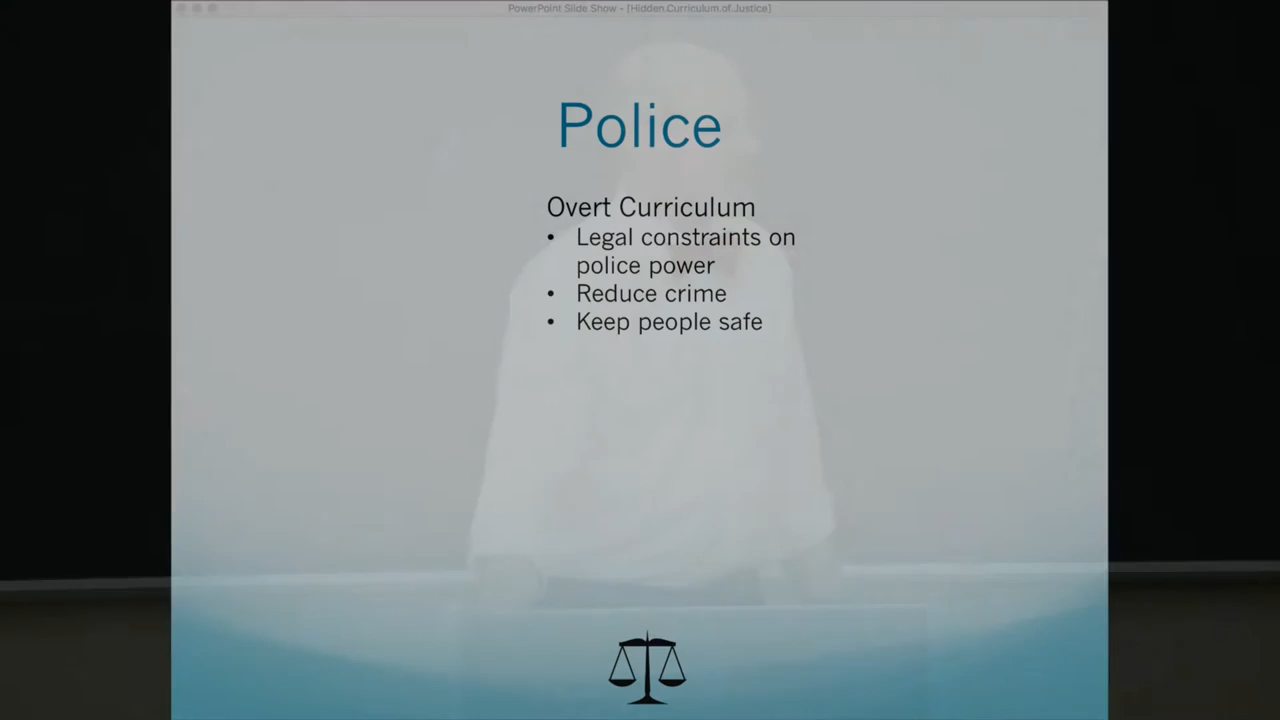 PowerPoint Slide Show - [Hidden.Curriculum.of.Justice]
Police
Overt Curriculum
• Legal constraints on
police power
• Reduce crime
• Keep people safe